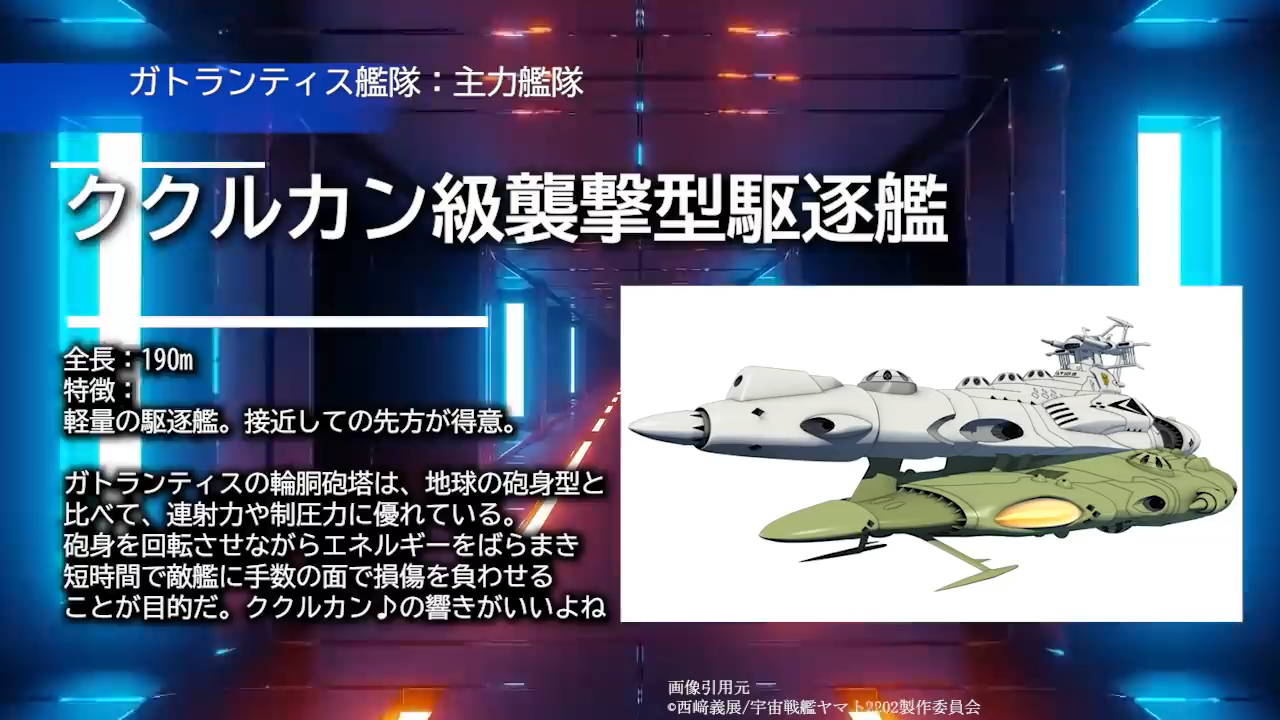 ガトランティス艦隊：主力艦隊
ククルカン級襲撃型駆逐艦
全長：190m
特徴：
軽量の駆逐艦。接近しての先方が得意。
ガトランティスの輪胴砲塔は、地球の砲身型と
比べて、連射力や制圧力に優れている。
砲身を回転させながらエネルギーをばらまき
短時間で敵艦に手数の面で損傷を負わせる
ことが目的だ。ククルカン♪の響きがいいよね
画像引用元
©西﨑義展/宇宙戦艦ヤマト2202製作委員会